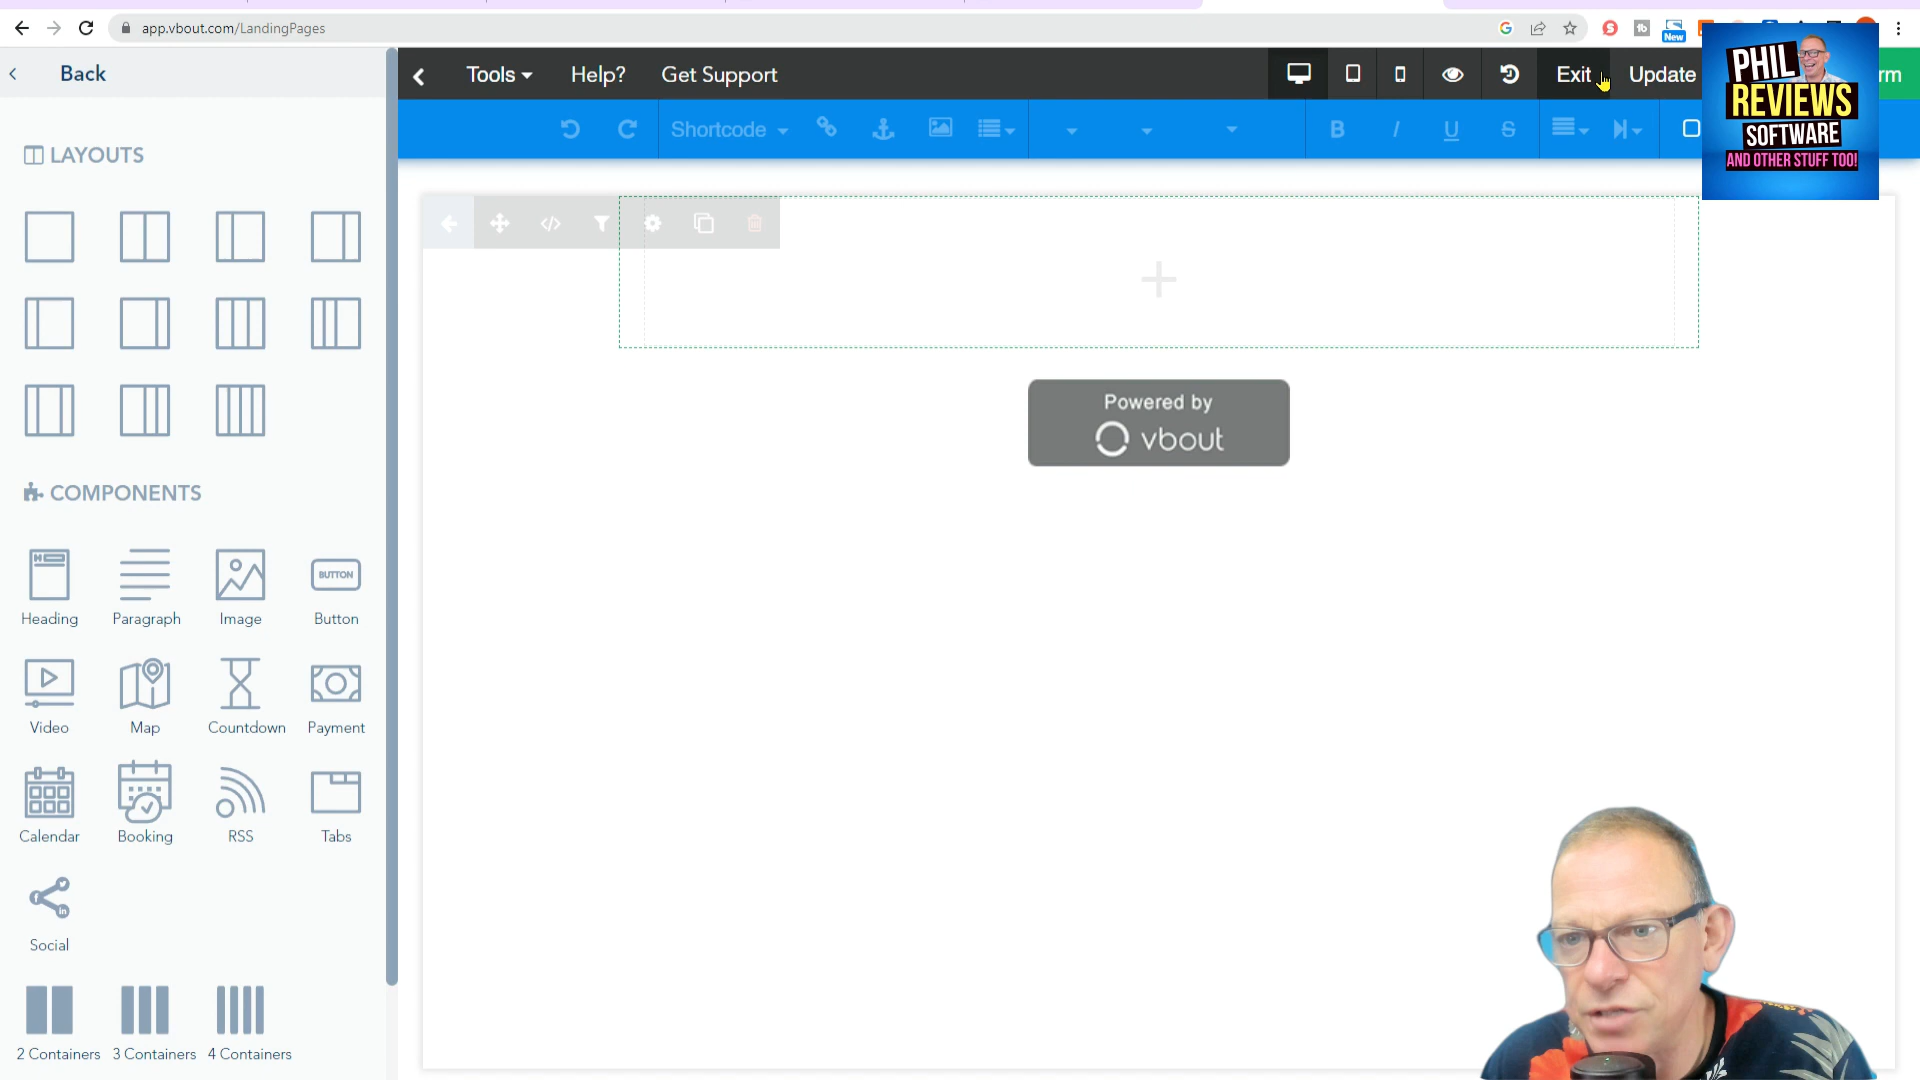 app.vbout.com/LandingPages
New
Back
Tools
Help?
Get Support
Exit
Update
rm
PHIL
REVIEWS
SOFTWARE
AND OTHER STUFF TOO!
Shortcode
B
I
U
S
LAYOUTS
Powered by
vbout
COMPONENTS
BUTTON
Heading
Paragraph
Image
Button
Video
Map
Countdown
Payment
Calendar
Booking
RSS
Tabs
Social
2 Containers
3 Containers
4 Containers